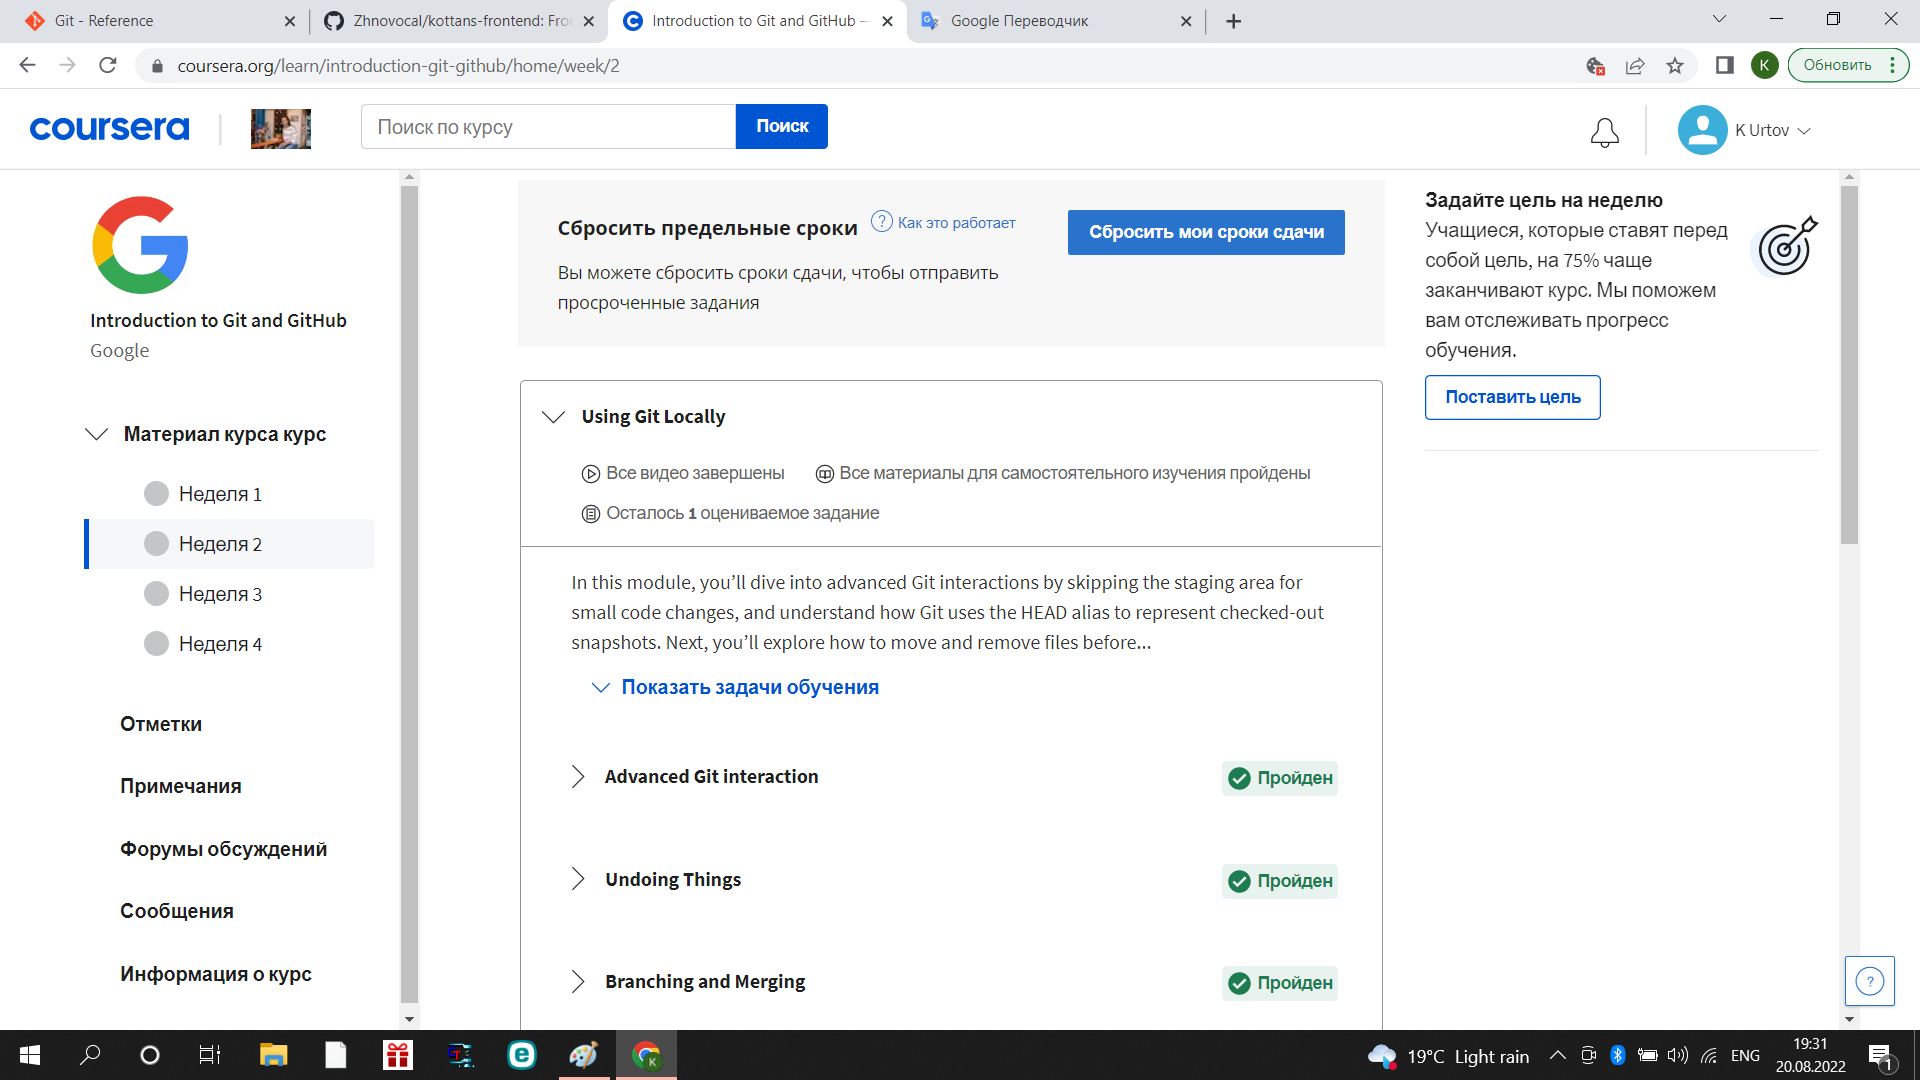 Git - Reference
Zhnovocal/kottans-frontend: Fro
Introduction to Git and GitHub –
Google Переводчик
coursera.org/learn/introduction-git-github/home/week/2
K
Обновить
coursera
Поиск по курсу
Поиск
K Urtov
Introduction to Git and GitHub
Google
Материал курса курс
Неделя 1
Неделя 2
Неделя 3
Неделя 4
Отметки
Примечания
Форумы обсуждений
Сообщения
Информация о курс
Сбросить предельные сроки
? Как это работает
Вы можете сбросить сроки сдачи, чтобы отправить
просроченные задания
Сбросить мои сроки сдачи
Using Git Locally
Все видео завершены
Все материалы для самостоятельного изучения пройдены
Осталось 1 оцениваемое задание
In this module, you’ll dive into advanced Git interactions by skipping the staging area for
small code changes, and understand how Git uses the HEAD alias to represent checked-out
snapshots. Next, you’ll explore how to move and remove files before...
Показать задачи обучения
Advanced Git interaction
Пройден
Undoing Things
Пройден
Branching and Merging
Пройден
Задайте цель на неделю
Учащиеся, которые ставят перед
собой цель, на 75% чаще
заканчивают курс. Мы поможем
вам отслеживать прогресс
обучения.
Поставить цель
?
19°C Light rain
ENG
19:31
20.08.2022
1